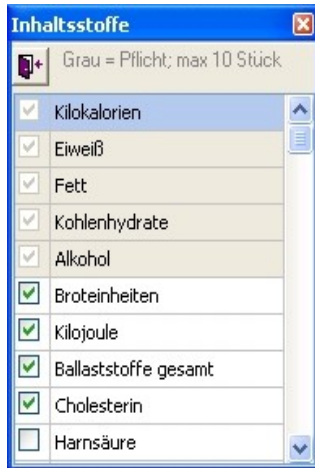 Inhaltsstoffe
Grau = Pflicht; max 10 Stück
Kilokalorien
Eiweiß
Fett
Kohlenhydrate
Alkohol
Broteinheiten
Kilojoule
Ballaststoffe gesamt
Cholesterin
Harnsäure